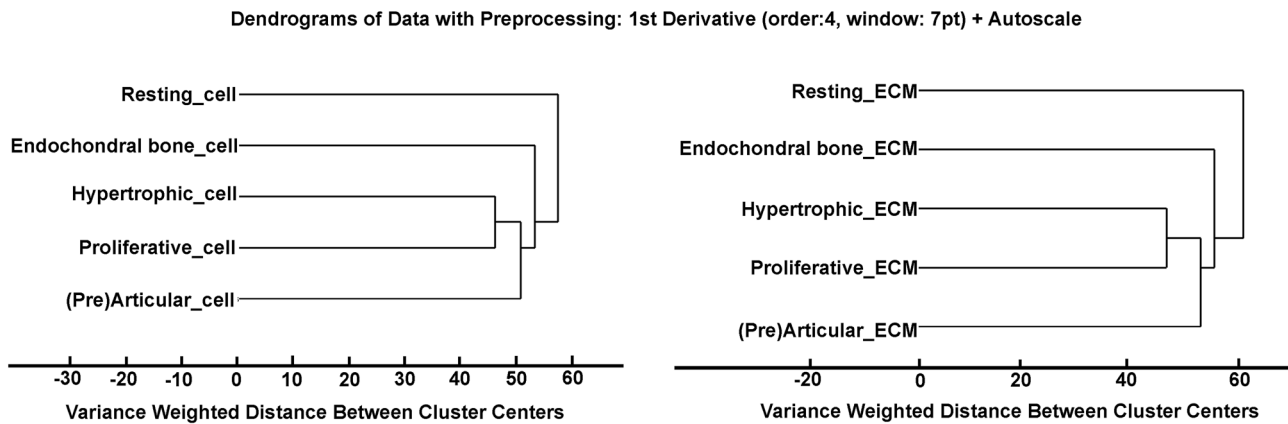 Dendrograms of Data with Preprocessing: 1st Derivative (order:4, window: 7pt) + Autoscale
Resting_cell
Endochondral bone_cell
Hypertrophic_cell
Proliferative_cell
(Pre)Articular_cell
-30 -20 -10 0 10 20 30 40 50 60
Variance Weighted Distance Between Cluster Centers
Resting_ECM
Endochondral bone_ECM
Hypertrophic_ECM
Proliferative_ECM
(Pre)Articular_ECM
-20 0 20 40 60
Variance Weighted Distance Between Cluster Centers